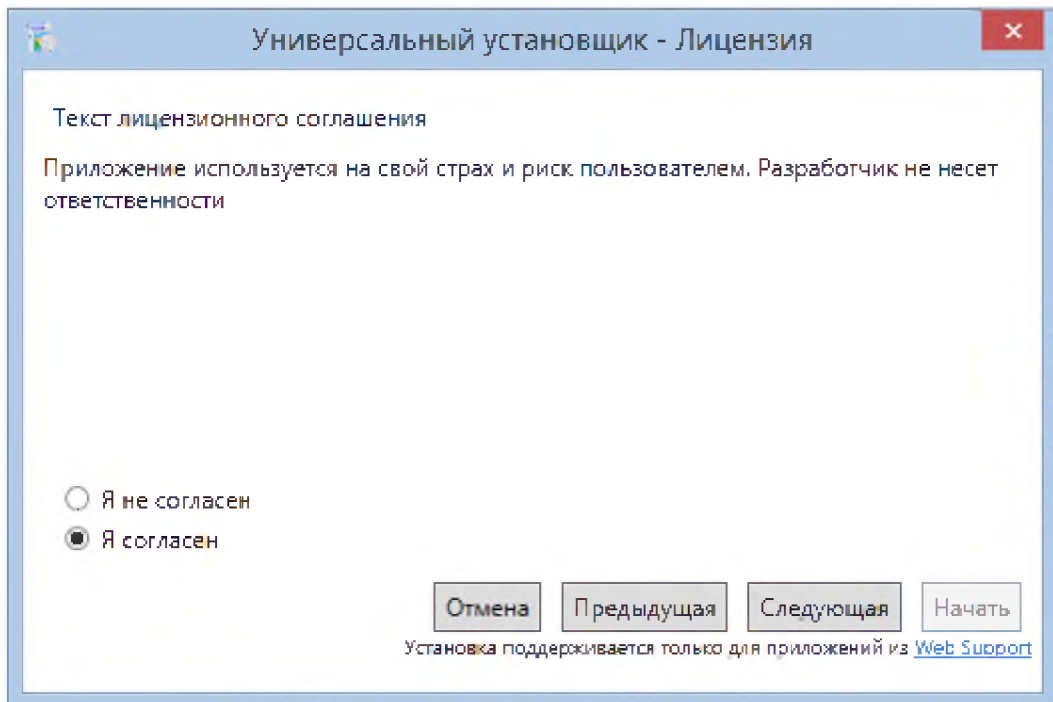 Универсальный установщик - Лицензия
Текст лицензионного соглашения
Приложение используется на свой страх и риск пользователем. Разработчик не несет
ответственности
Я не согласен
Я согласен
Отмена Предыдущая Следующая Начать
Установка поддерживается только для приложений из Web Support